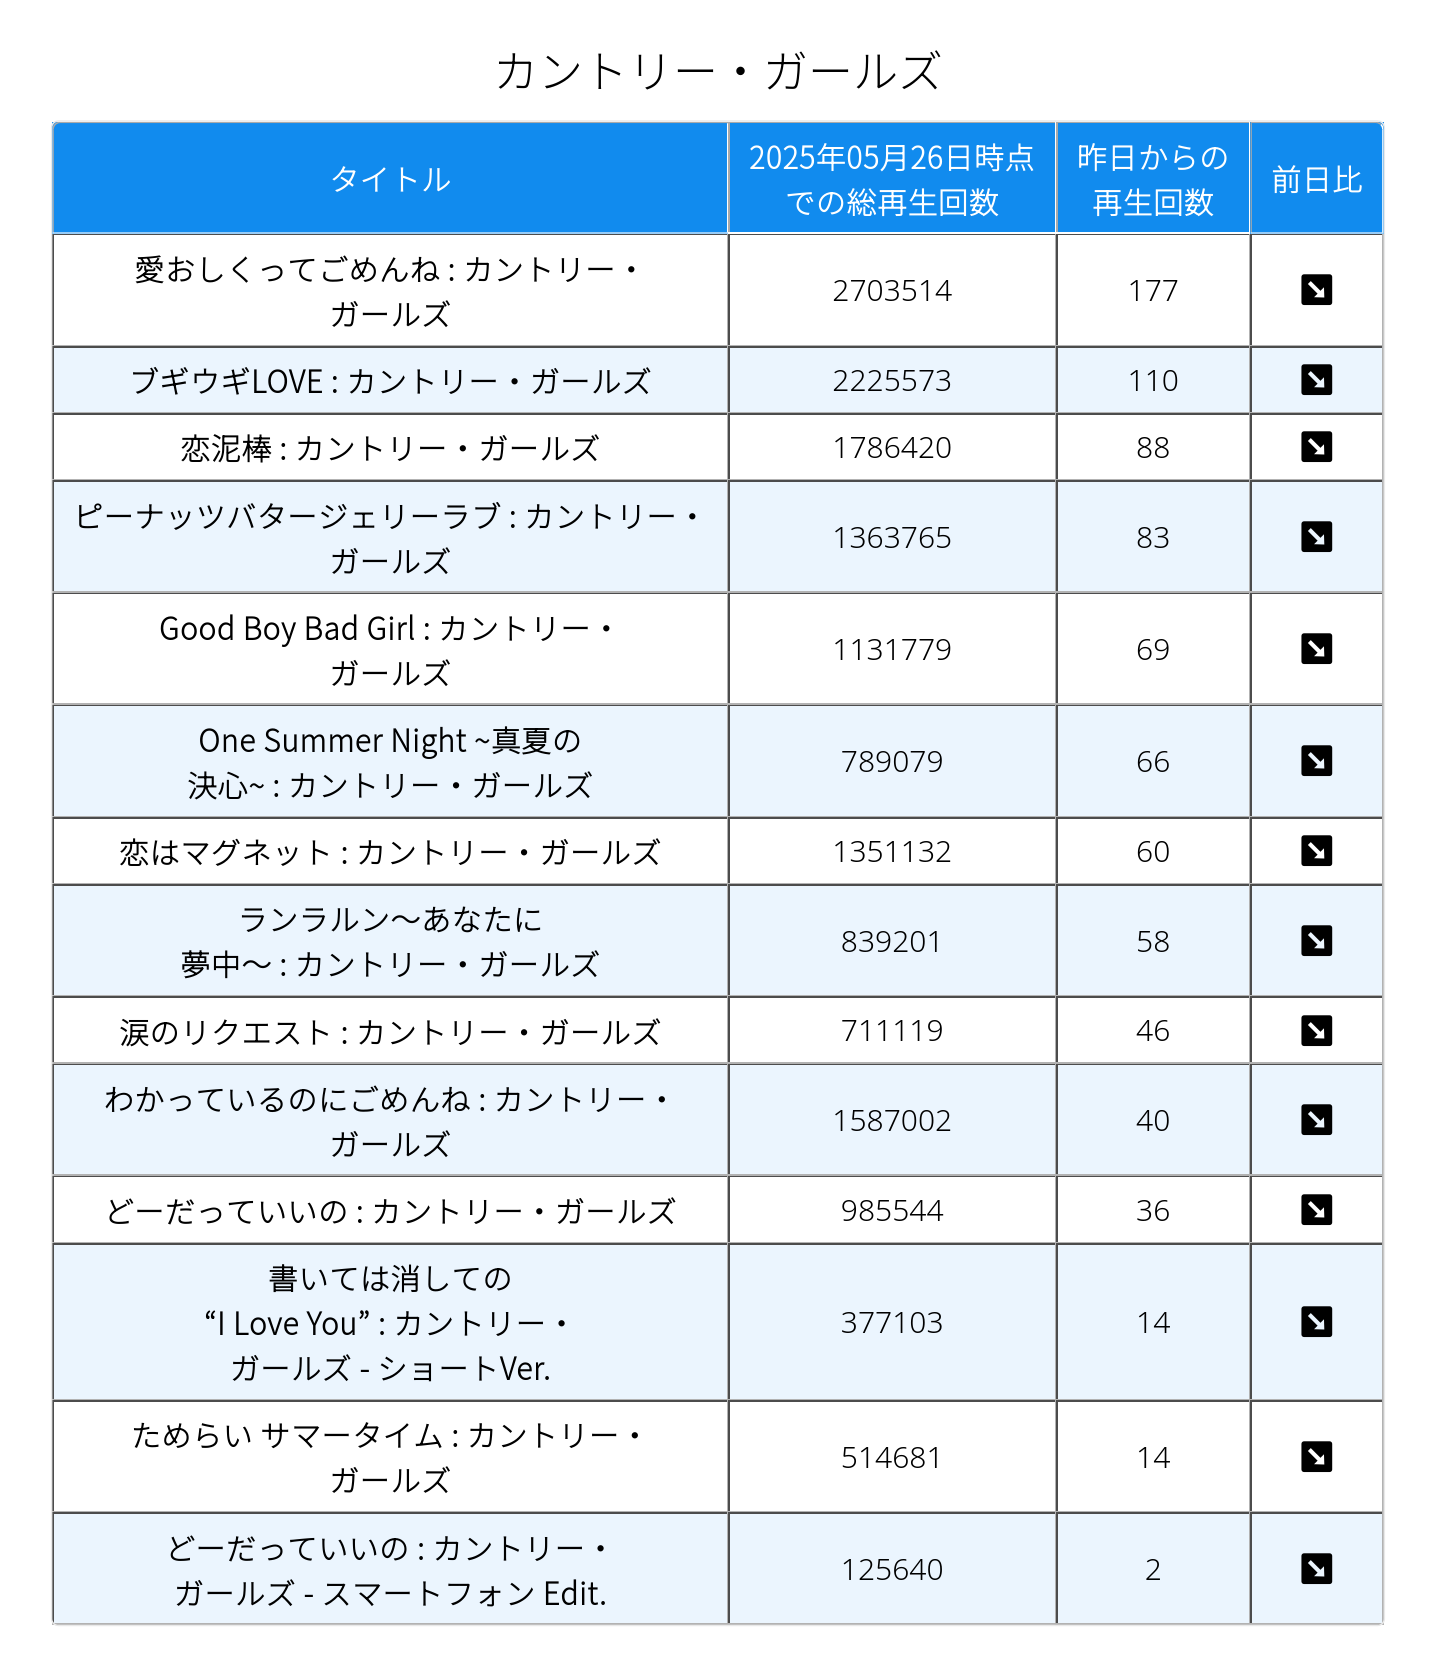 カントリー・ガールズ
タイトル
2025年05月26日時点
での総再生回数
昨日からの
再生回数
前日比
愛おしくってごめんね : カントリー・
ガールズ
2703514
177
ブギウギLOVE : カントリー・ガールズ
2225573
110
恋泥棒 : カントリー・ガールズ
1786420
88
ピーナッツバタージェリーラブ : カントリー・
ガールズ
1363765
83
Good Boy Bad Girl : カントリー・
ガールズ
1131779
69
One Summer Night ~真夏の
決心~ : カントリー・ガールズ
789079
66
恋はマグネット : カントリー・ガールズ
1351132
60
ランラルン〜あなたに
夢中〜 : カントリー・ガールズ
839201
58
涙のリクエスト : カントリー・ガールズ
711119
46
わかっているのにごめんね : カントリー・
ガールズ
1587002
40
どーだっていいの : カントリー・ガールズ
985544
36
書いては消しての
“I Love You” : カントリー・
ガールズ - ショートVer.
377103
14
ためらい サマータイム : カントリー・
ガールズ
514681
14
どーだっていいの : カントリー・
ガールズ - スマートフォン Edit.
125640
2